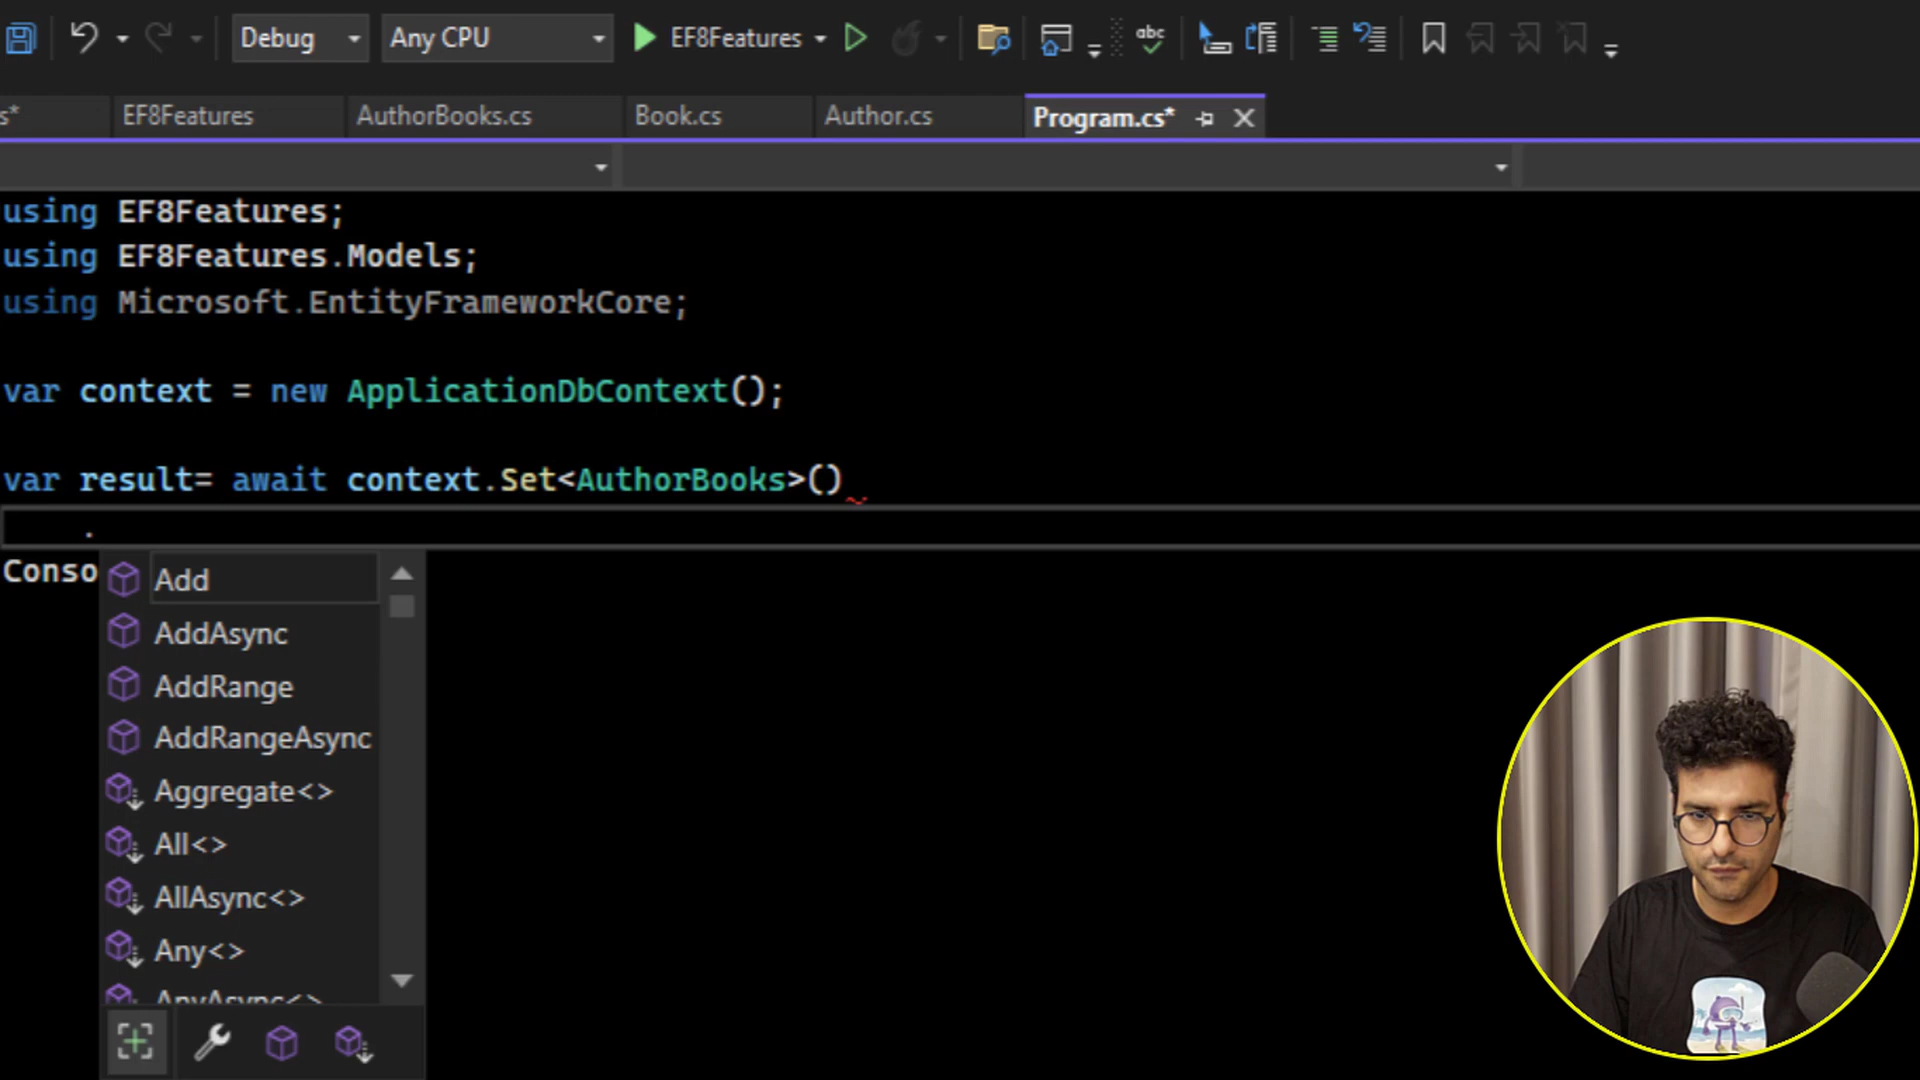 Debug Any CPU EF8Features abc
s* EF8Features AuthorBooks.cs Book.cs Author.cs Program.cs*
using EF8Features;
using EF8Features.Models;
using Microsoft.EntityFrameworkCore;
var context = new ApplicationDbContext();
var result= await context.Set<AuthorBooks>()
.
Conso
Add
AddAsync
AddRange
AddRangeAsync
Aggregate<>
All<>
AllAsync<>
Any<>
AnyAsync<>